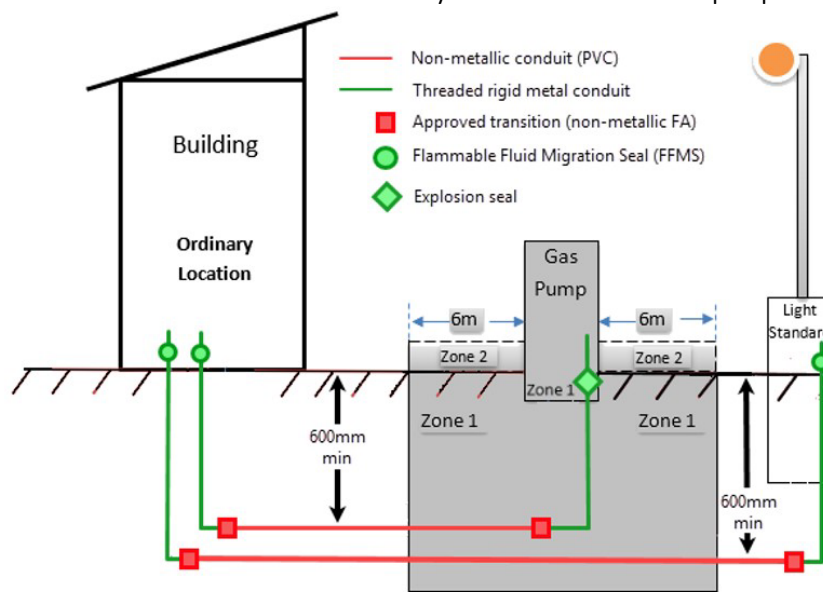 Non-metallic conduit (PVC)
Threaded rigid metal conduit
Approved transition (non-metallic FA)
Flammable Fluid Migration Seal (FFMS)
Explosion seal
Building
Ordinary
Location
Gas
Pump
6m
6m
Light
Standard
Zone 2
Zone 2
Zone 1
Zone 1
Zone 1
600mm
min
600mm
min